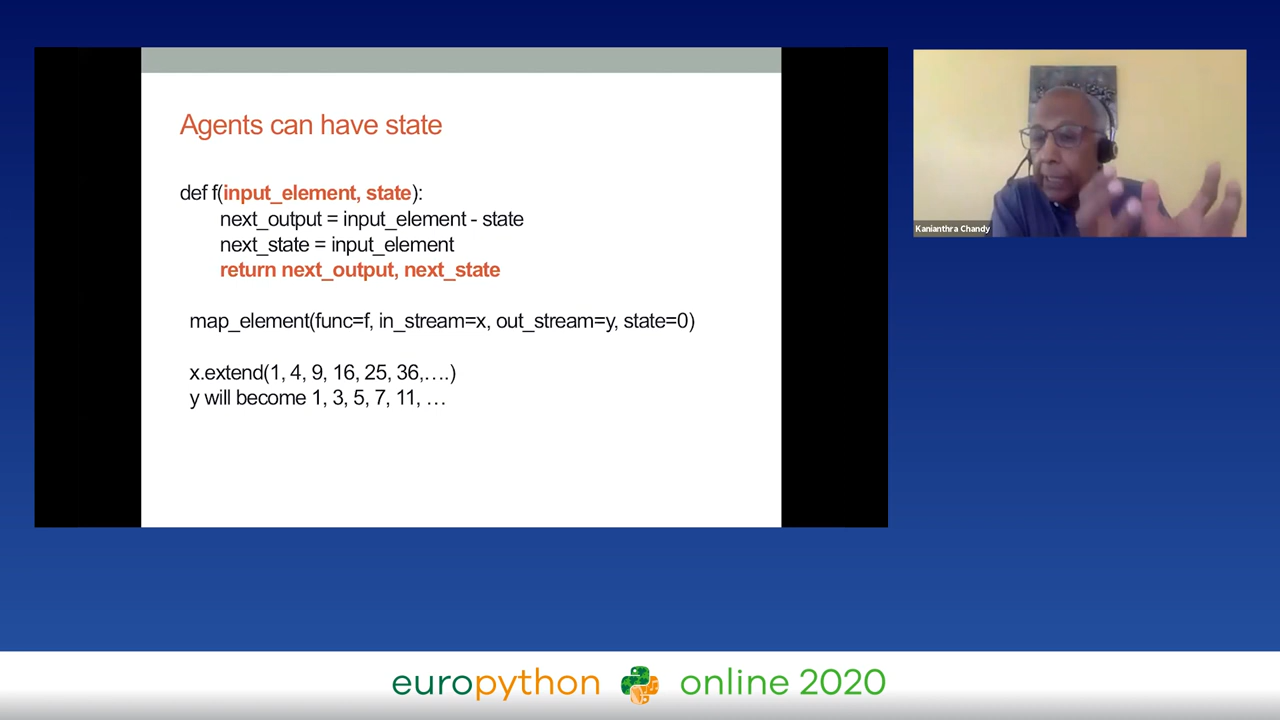 Agents can have state
def f(input_element, state):
next_output = input_element - state
next_state = input_element
return next_output, next_state
map_element(func=f, in_stream=x, out_stream=y, state=0)
x.extend(1, 4, 9, 16, 25, 36,….)
y will become 1, 3, 5, 7, 11, …
Kanianthra Chandy
europython online 2020